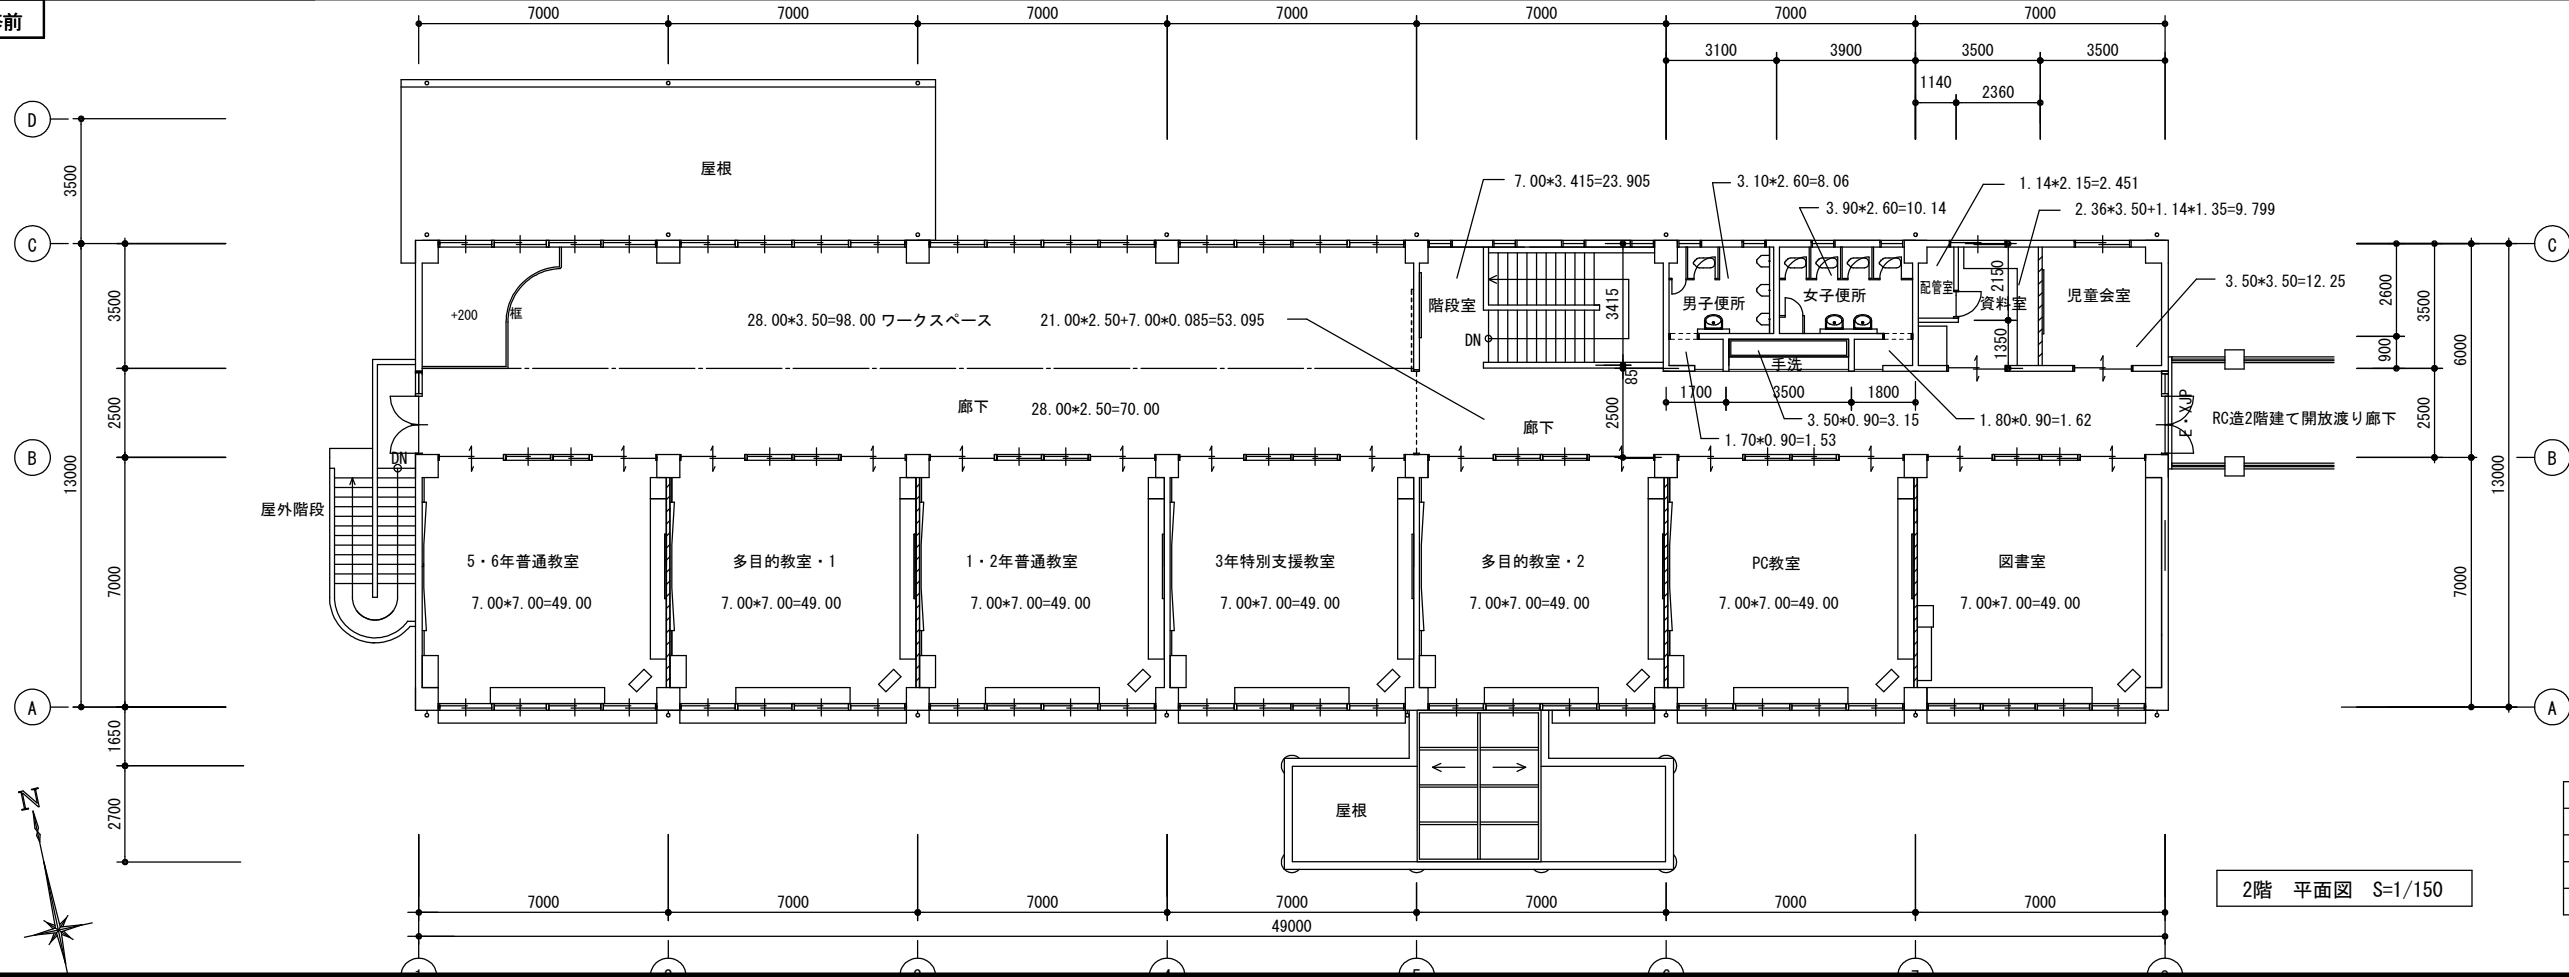 前
7000 7000 7000 7000 7000 7000 7000
3100 3900 3500 3500
1140 2360
D
3500
屋根
7.00*3.415=23.905
3.10*2.60=8.06
1.14*2.15=2.451
3.90*2.60=10.14
2.36*3.50+1.14*1.35=9.799
C
C
3.50*3.50=12.25
3500
+200
框
28.00*3.50=98.00 ワークスペース
21.00*2.50+7.00*0.085=53.095
階段室
DN
3415
男子便所
女子便所
配管室
2150
資料室
児童会室
2600
3500
6000
1350
900
手洗
85
1700 3500 1800
2500
廊下 28.00*2.50=70.00
廊下
2500
3.50*0.90=3.15
1.80*0.90=1.62
1.70*0.90=1.53
E・XJP
RC造2階建て開放渡り廊下
2500
B
B
13000
13000
DN
屋外階段
7000
5・6年普通教室
7.00*7.00=49.00
多目的教室・1
7.00*7.00=49.00
1・2年普通教室
7.00*7.00=49.00
3年特別支援教室
7.00*7.00=49.00
多目的教室・2
7.00*7.00=49.00
PC教室
7.00*7.00=49.00
図書室
7.00*7.00=49.00
7000
A
A
1650
2700
N
屋根
2階 平面図 S=1/150
7000 7000 7000 7000 7000 7000 7000
49000